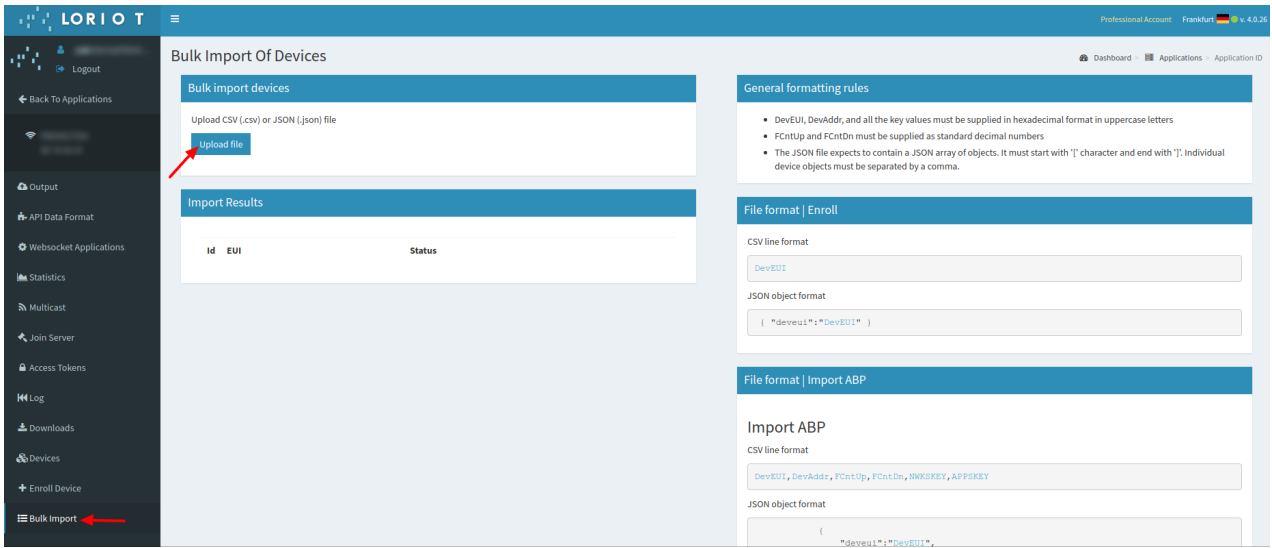 LORIOT
Professional Account Frankfurt v. 4.0.26
Logout
Back To Applications
Output
API Data Format
Websocket Applications
Statistics
Multicast
Join Server
Access Tokens
Log
Downloads
Devices
Enroll Device
Bulk Import
Bulk Import Of Devices
Dashboard > Applications > Application ID
Bulk import devices
Upload CSV (.csv) or JSON (.json) file
Upload file
Import Results
Id EUI Status
General formatting rules
• DevEUI, DevAddr, and all the key values must be supplied in hexadecimal format in uppercase letters
• FCntUp and FCntDn must be supplied as standard decimal numbers
• The JSON file expects to contain a JSON array of objects. It must start with '[' character and end with ']'. Individual
device objects must be separated by a comma.
File format | Enroll
CSV line format
DevEUI
JSON object format
{ "deveui":"DevEUI" }
File format | Import ABP
Import ABP
CSV line format
DevEUI,DevAddr,FCntUp,FCntDn,NWKSKEY,APPSKEY
JSON object format
{
"deveui":"DevEUI",